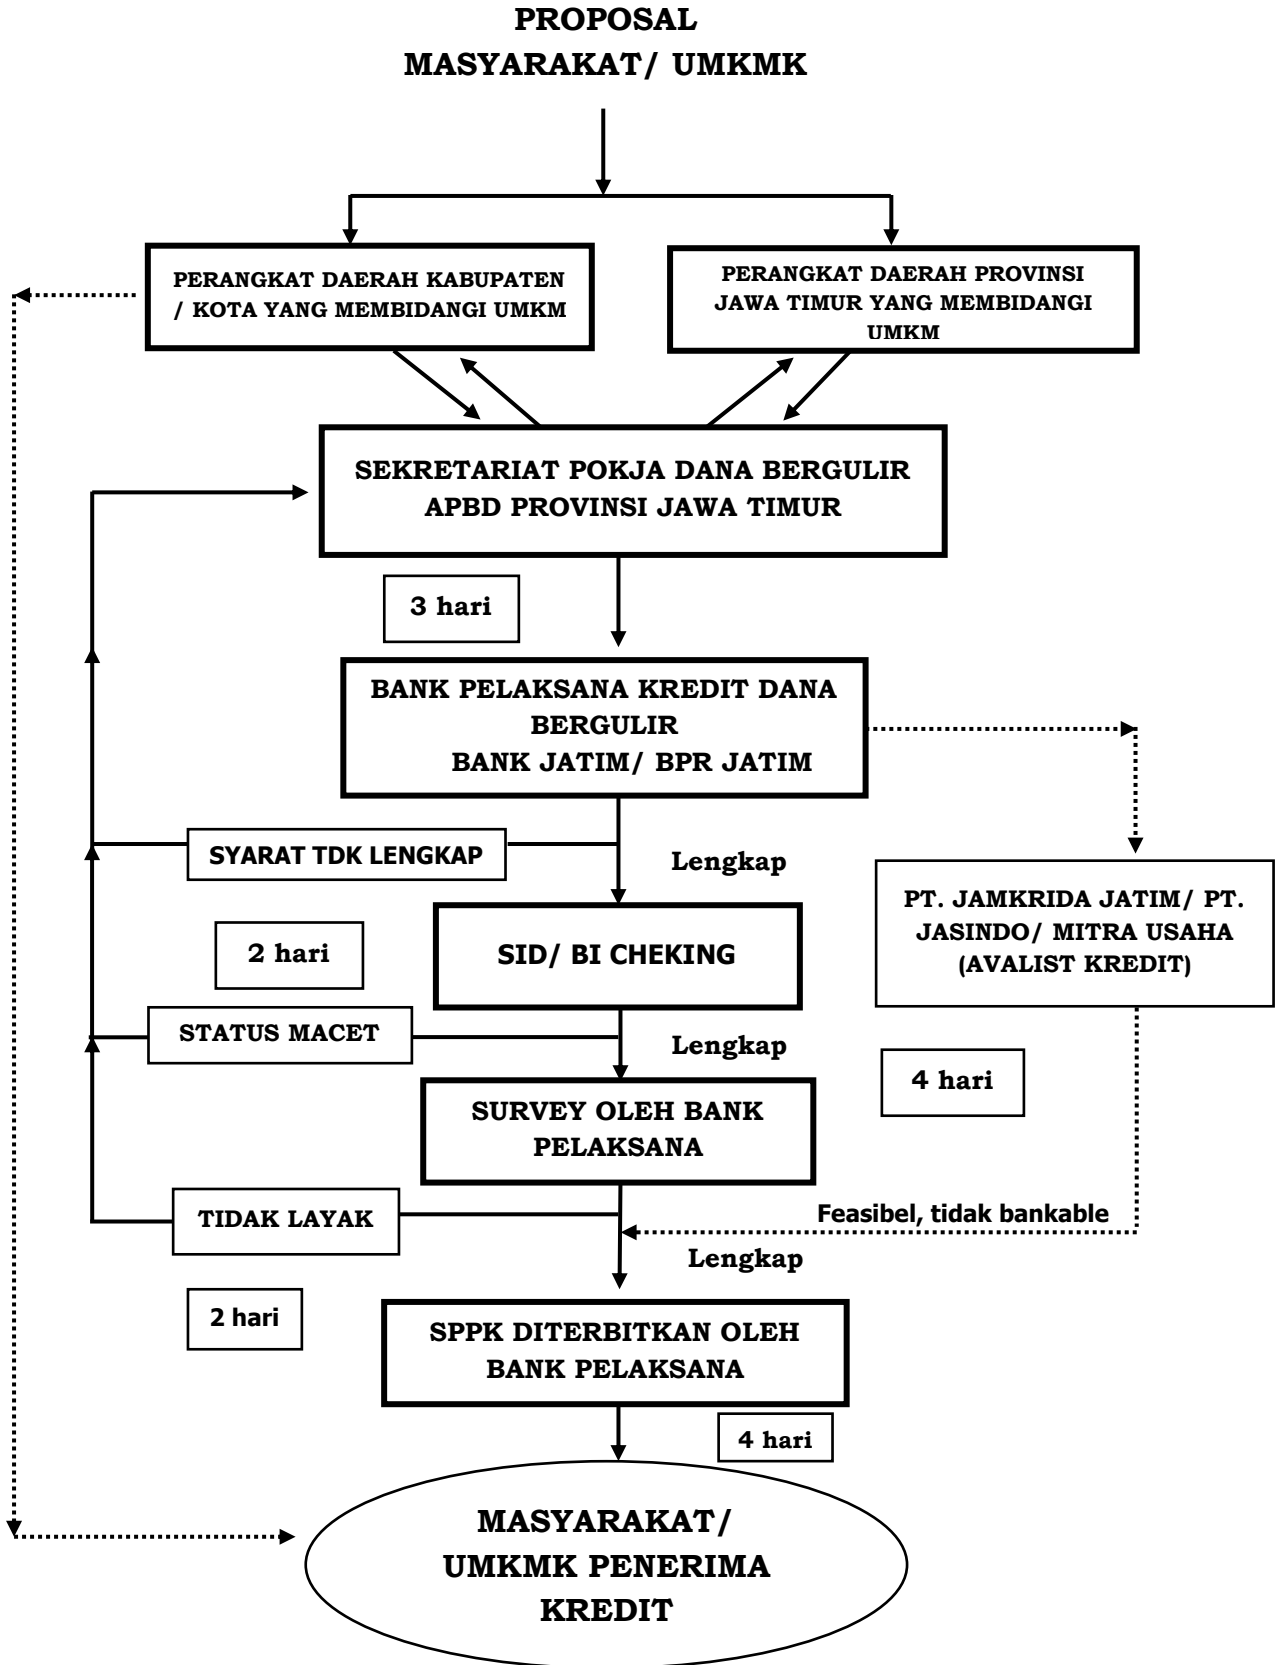 PROPOSAL
MASYARAKAT/ UMKMK
PERANGKAT DAERAH KABUPATEN
/ KOTA YANG MEMBIDANGI UMKM
PERANGKAT DAERAH PROVINSI
JAWA TIMUR YANG MEMBIDANGI
UMKM
SEKRETARIAT POKJA DANA BERGULIR
APBD PROVINSI JAWA TIMUR
3 hari
BANK PELAKSANA KREDIT DANA
BERGULIR
BANK JATIM/ BPR JATIM
SYARAT TDK LENGKAP
Lengkap
PT. JAMKRIDA JATIM/ PT.
JASINDO/ MITRA USAHA
(AVALIST KREDIT)
2 hari
SID/ BI CHEKING
STATUS MACET
Lengkap
4 hari
SURVEY OLEH BANK
PELAKSANA
TIDAK LAYAK
Feasibel, tidak bankable
Lengkap
2 hari
SPPK DITERBITKAN OLEH
BANK PELAKSANA
4 hari
MASYARAKAT/
UMKMK PENERIMA
KREDIT